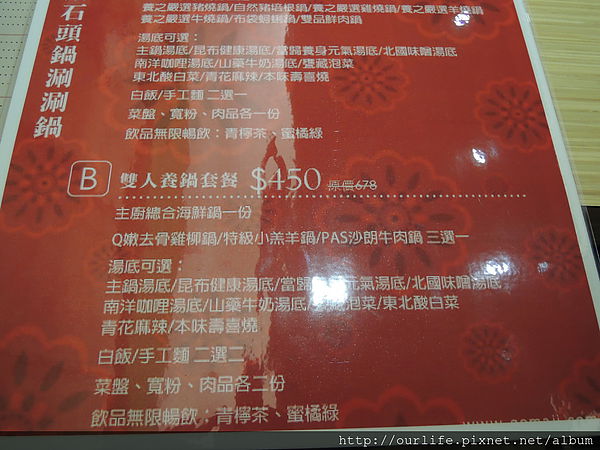 石頭鍋涮涮鍋
養之嚴選豬燒鍋/自然豬培根鍋/養之嚴選雞燒鍋/養之嚴選羊燒鍋
養之嚴選牛燒鍋/布袋蚵蝌鍋/雙品鮮肉鍋
湯底可選：
主鍋湯底/昆布健康湯底/當歸養身元氣湯底/北國味噌湯底
南洋咖哩湯底/山藥牛奶湯底/鹽藏泡菜
東北酸白菜/青花麻辣/本味壽喜燒
白飯/手工麵 二選一
菜盤、寬粉、肉品各一份
飲品無限暢飲：青檸茶、蜜橘綠
B 雙人養鍋套餐 $450 原價678
主廚總合海鮮鍋一份
Q嫩去骨雞柳鍋/特級小羔羊鍋/PAS沙朗牛肉鍋 三選一
湯底可選：
主鍋湯底/昆布健康湯底/當歸 元氣湯底/北國味噌湯底
南洋咖哩湯底/山藥牛奶湯底/ 藏泡菜/東北酸白菜
青花麻辣/本味壽喜燒
白飯/手工麵 二選二
菜盤、寬粉、肉品各二份
飲品無限暢飲：青檸茶、蜜橘綠
http://ourlife.pixnet.net/album